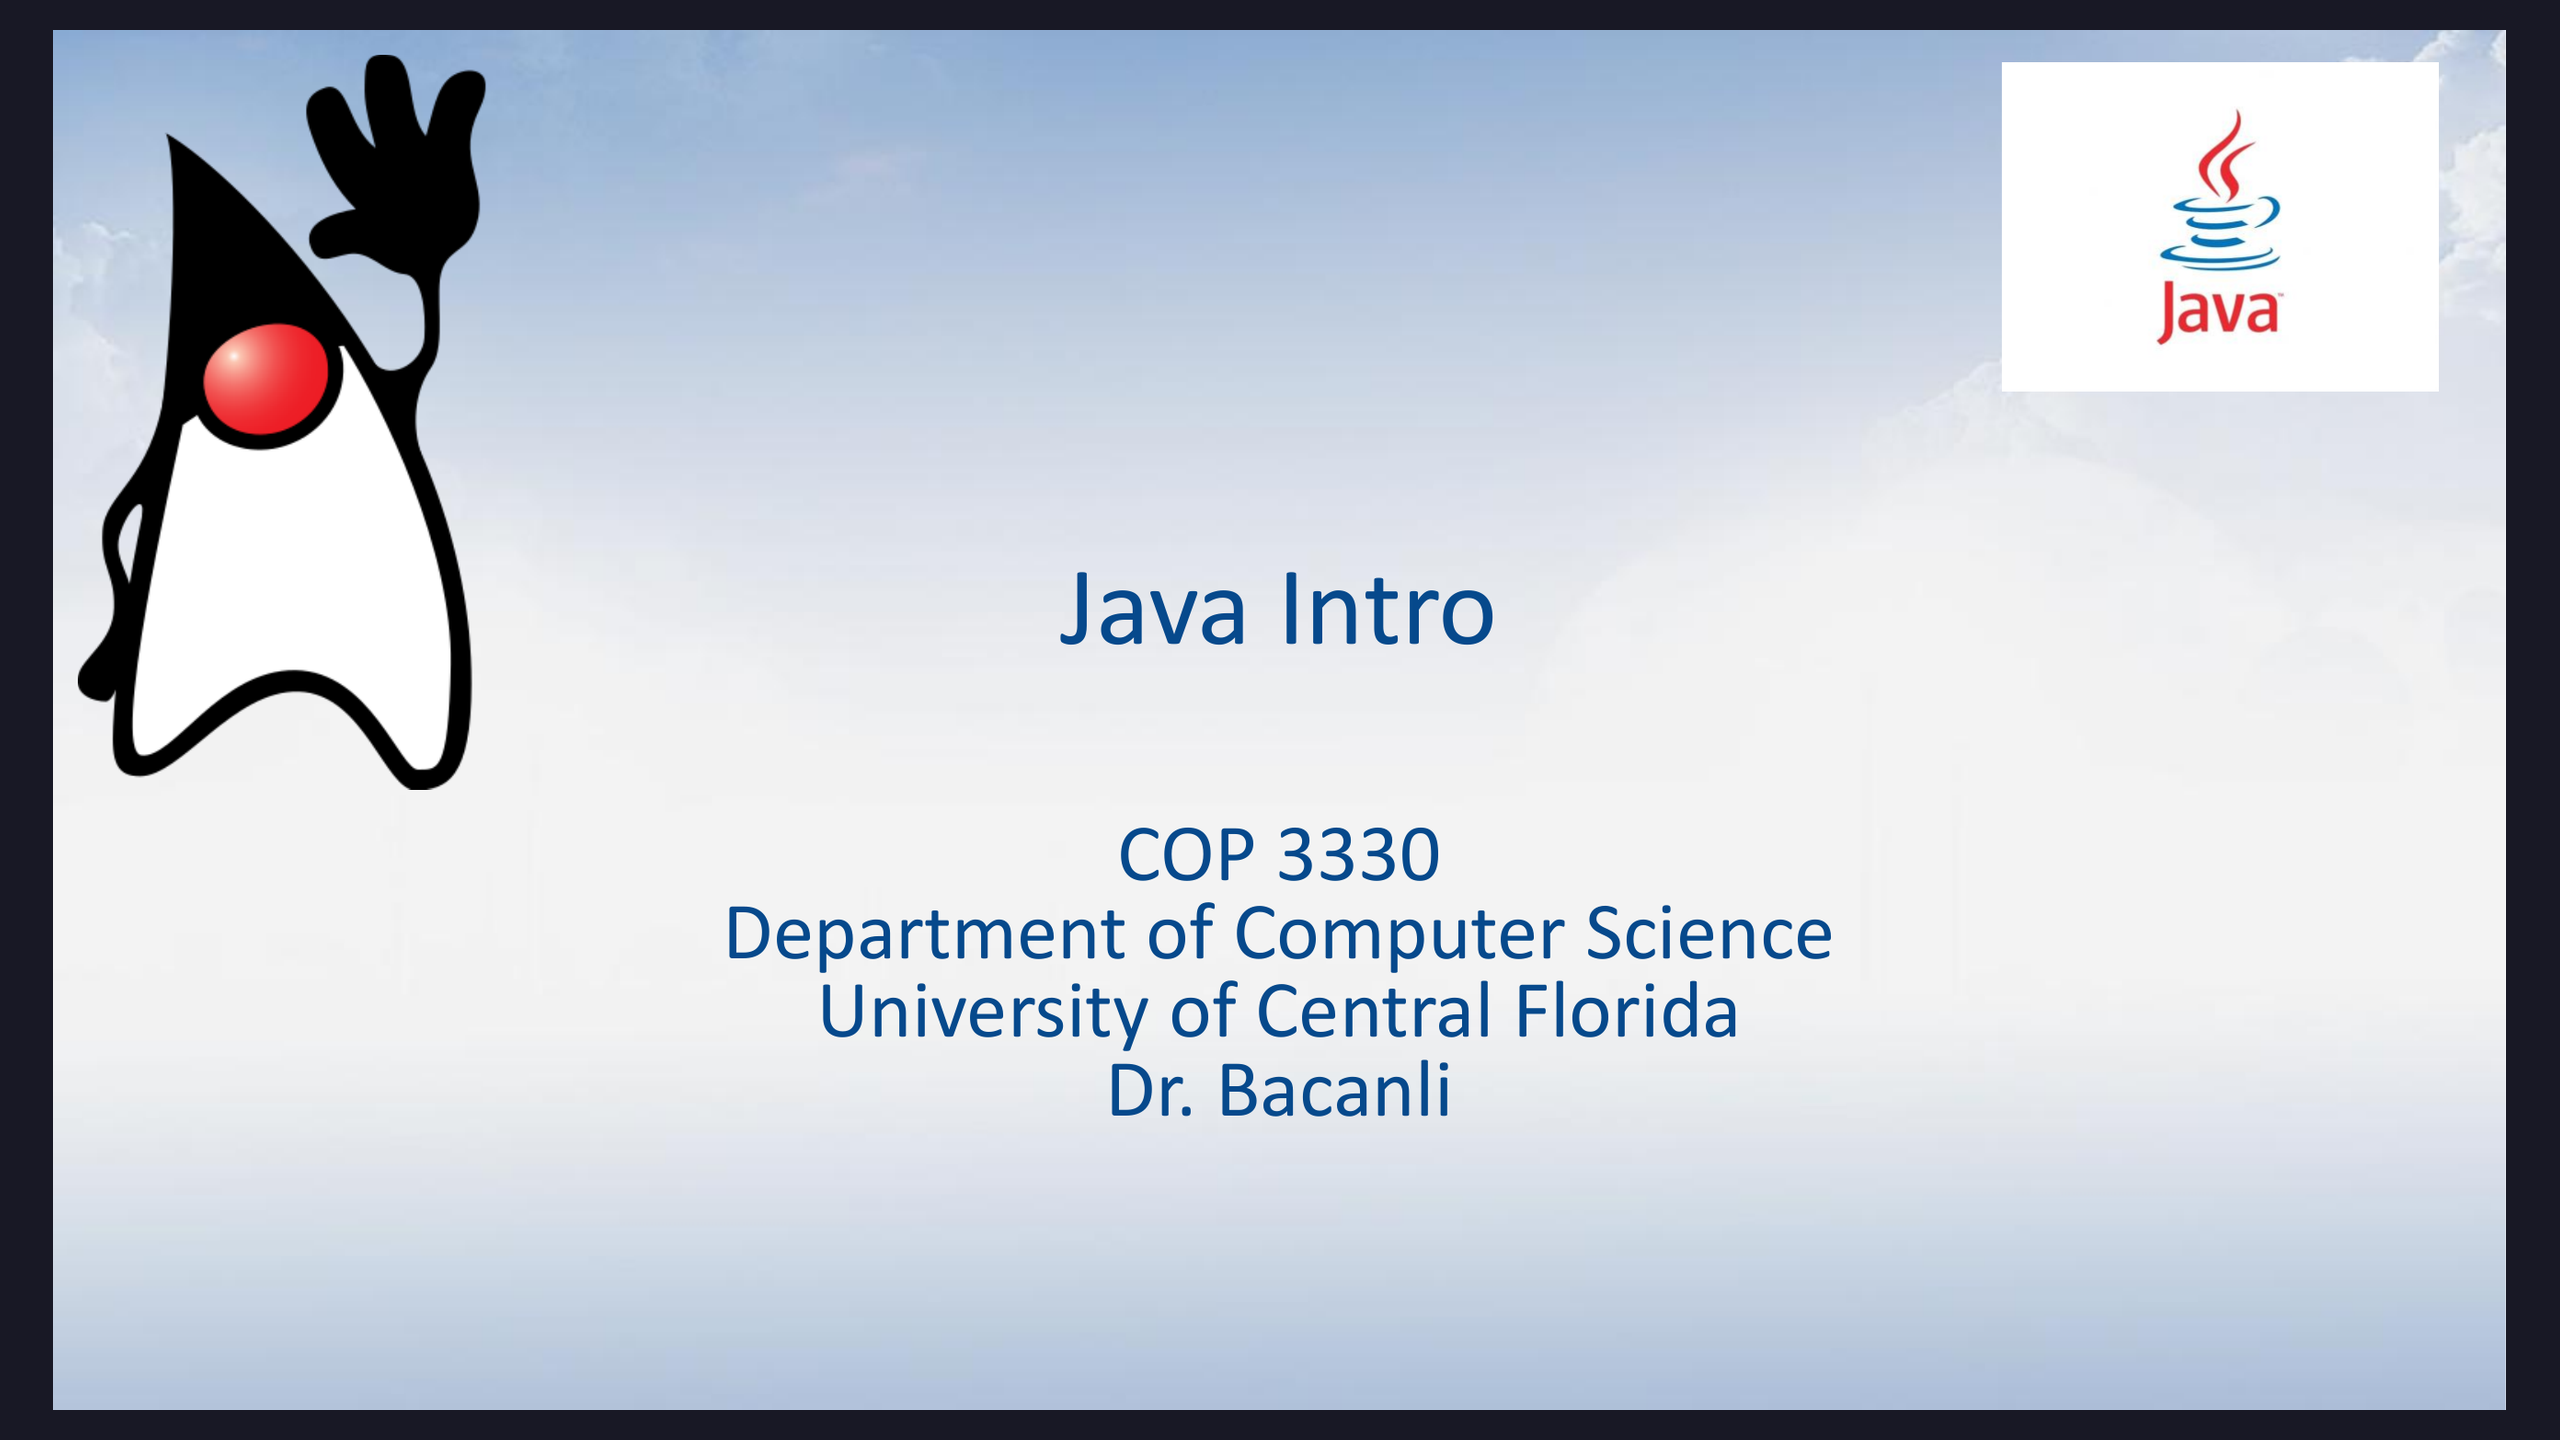 Java
Java Intro
COP 3330
Department of Computer Science
University of Central Florida
Dr. Bacanli